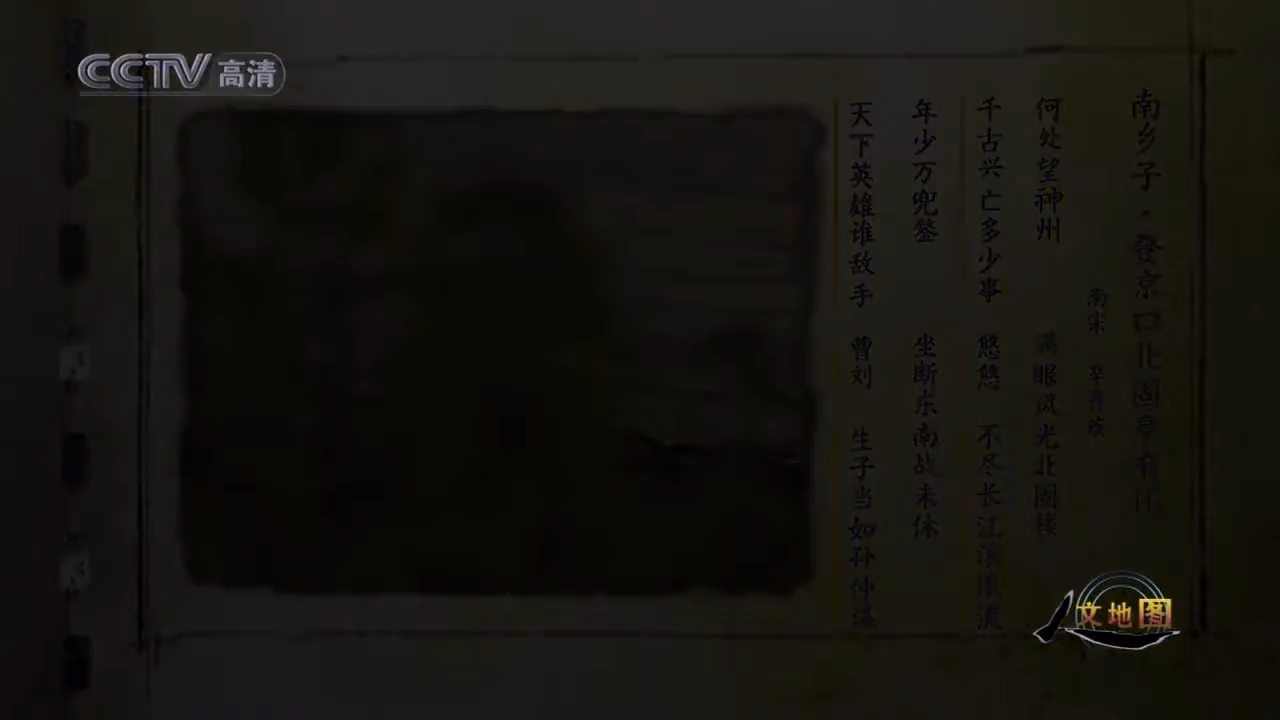 CCTV高清
南乡子·登京口北固亭有怀
南宋 辛弃疾
何处望神州 满眼风光北固楼
千古兴亡多少事 悠悠 不尽长江滚滚流
年少万兜鍪 坐断东南战未休
天下英雄谁敌手 曹刘 生子当如孙仲谋
人文地图